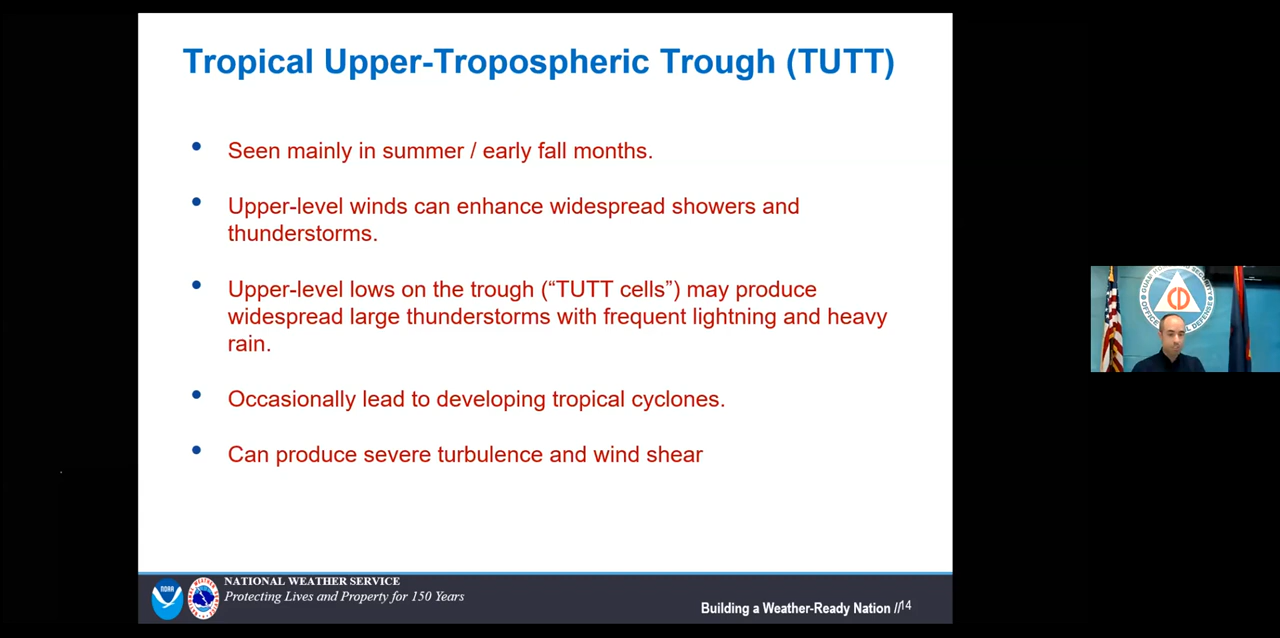 Tropical Upper-Tropospheric Trough (TUTT)
• Seen mainly in summer / early fall months.
• Upper-level winds can enhance widespread showers and
thunderstorms.
• Upper-level lows on the trough (“TUTT cells”) may produce
widespread large thunderstorms with frequent lightning and heavy
rain.
• Occasionally lead to developing tropical cyclones.
• Can produce severe turbulence and wind shear
NOAA
NATIONAL WEATHER SERVICE
Protecting Lives and Property for 150 Years
Building a Weather-Ready Nation // 14
CD